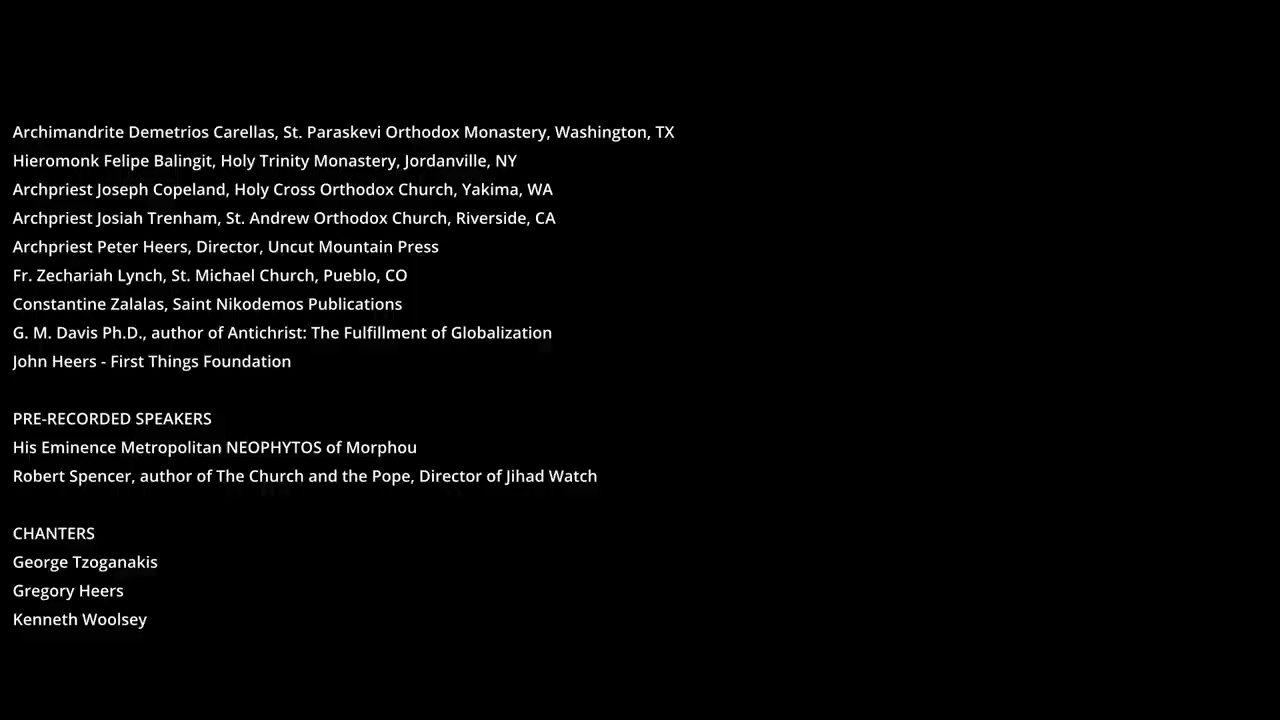 Archimandrite Demetrios Carellas, St. Paraskevi Orthodox Monastery, Washington, TX
Hieromonk Felipe Balingit, Holy Trinity Monastery, Jordanville, NY
Archpriest Joseph Copeland, Holy Cross Orthodox Church, Yakima, WA
Archpriest Josiah Trenham, St. Andrew Orthodox Church, Riverside, CA
Archpriest Peter Heers, Director, Uncut Mountain Press
Fr. Zechariah Lynch, St. Michael Church, Pueblo, CO
Constantine Zalalas, Saint Nikodemos Publications
G. M. Davis Ph.D., author of Antichrist: The Fulfillment of Globalization
John Heers - First Things Foundation
PRE-RECORDED SPEAKERS
His Eminence Metropolitan NEOPHYTOS of Morphou
Robert Spencer, author of The Church and the Pope, Director of Jihad Watch
CHANTERS
George Tzoganakis
Gregory Heers
Kenneth Woolsey